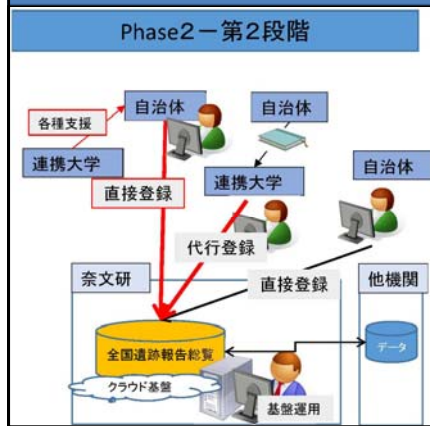 Phase2－第2段階
自治体
自治体
各種支援
自治体
連携大学
連携大学
直接登録
代行登録
奈文研
直接登録
他機関
データ
全国遺跡報告総覧
クラウド基盤
基盤運用